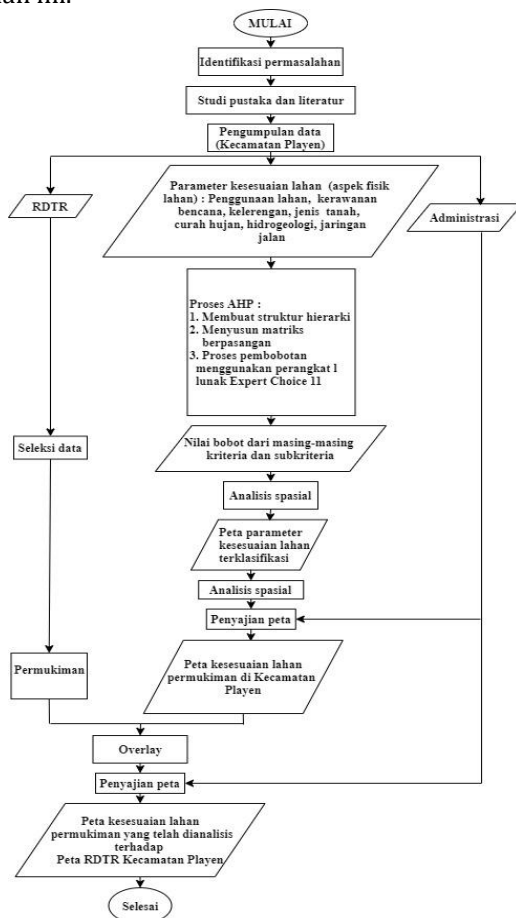 MULAI
Identifikasi permasalahan
Studi pustaka dan literatur
Pengumpulan data
(Kecamatan Playen)
RDTR
Parameter kesesuaian lahan (aspek fisik
lahan) : Penggunaan lahan, kerawanan
bencana, kelerengan, jenis tanah,
curah hujan, hidrogeologi, jaringan
jalan
Administrasi
Proses AHP :
1. Membuat struktur hierarki
2. Menyusun matriks
berpasangan
3. Proses pembobotan
menggunakan perangkat l
lunak Expert Choice 11
Seleksi data
Nilai bobot dari masing-masing
kriteria dan subkriteria
Analisis spasial
Peta parameter
kesesuaian lahan
terklasifikasi
Analisis spasial
Penyajian peta
Permukiman
Peta kesesuaian lahan
permukiman di Kecamatan
Playen
Overlay
Penyajian peta
Peta kesesuaian lahan
permukiman yang telah dianalisis
terhadap
Peta RDTR Kecamatan Playen
Selesai